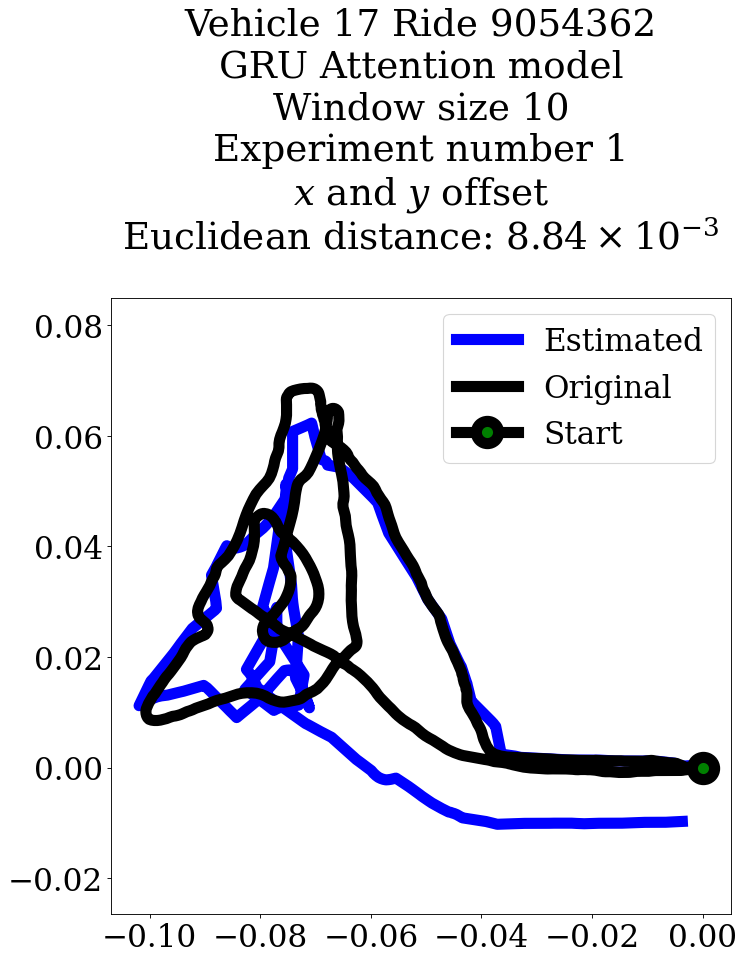 Vehicle 17 Ride 9054362
GRU Attention model
Window size 10
Experiment number 1
x and y offset
Euclidean distance: 8.84 × 10⁻³
Estimated
Original
Start
0.08
0.06
0.04
0.02
0.00
−0.02
−0.10 −0.08 −0.06 −0.04 −0.02 0.00